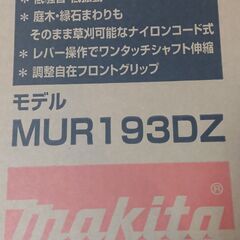 * 庭木・縁石まわりも
そのまま草刈可能なナイロンコード式
* レバー操作でワンタッチシャフト伸縮
* 調整自在フロントグリップ
モデル
MUR193DZ
makita
®